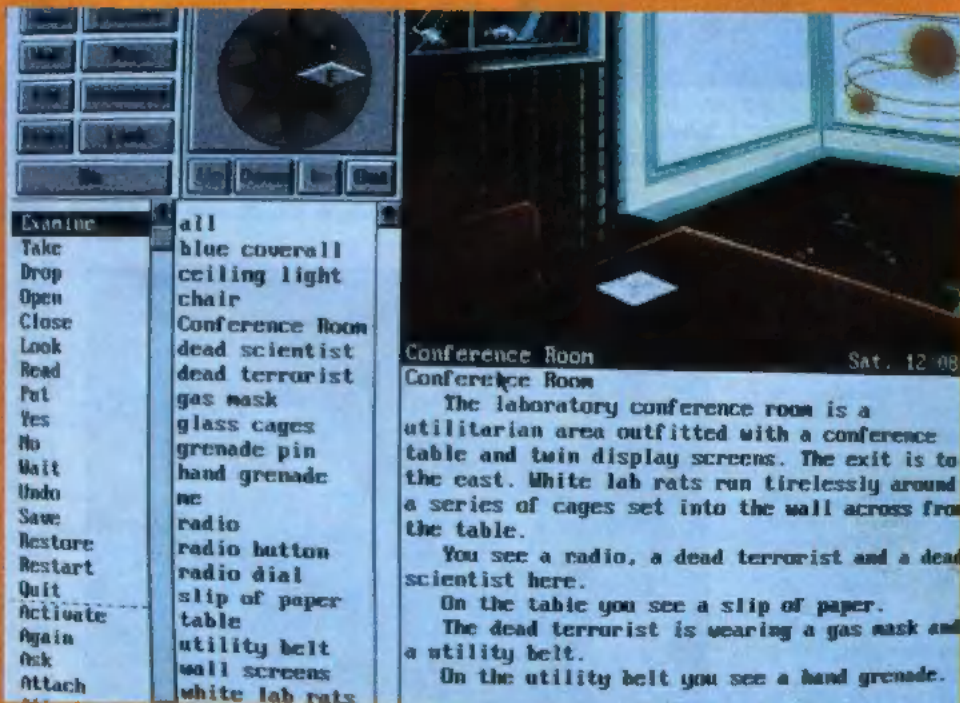 E
Up Down In Out
Examine
Take
Drop
Open
Close
Look
Read
Put
Yes
No
Wait
Undo
Save
Restore
Restart
Quit
Activate
Again
Ask
Attach
all
blue coverall
ceiling light
chair
Conference Room
dead scientist
dead terrorist
gas mask
glass cages
grenade pin
hand grenade
me
radio
radio button
radio dial
slip of paper
table
utility belt
wall screens
white lab rats
Conference Room Sat. 12 08
Conference Room
The laboratory conference room is a
utilitarian area outfitted with a conference
table and twin display screens. The exit is to
the east. White lab rats run tirelessly around
a series of cages set into the wall across from
the table.
You see a radio, a dead terrorist and a dead
scientist here.
On the table you see a slip of paper.
The dead terrorist is wearing a gas mask and
a utility belt.
On the utility belt you see a hand grenade.